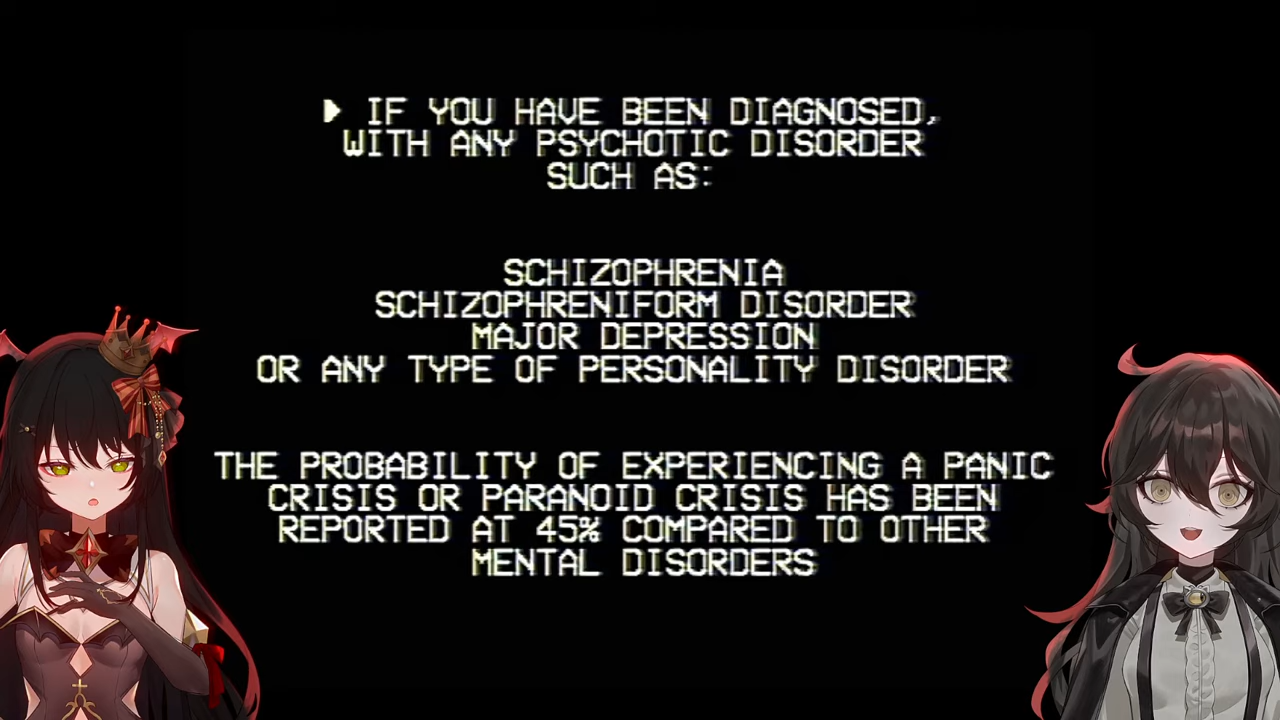 IF YOU HAVE BEEN DIAGNOSED,
WITH ANY PSYCHOTIC DISORDER
SUCH AS:
SCHIZOPHRENIA
SCHIZOPHRENIFORM DISORDER
MAJOR DEPRESSION
OR ANY TYPE OF PERSONALITY DISORDER
THE PROBABILITY OF EXPERIENCING A PANIC
CRISIS OR PARANOID CRISIS HAS BEEN
REPORTED AT 45% COMPARED TO OTHER
MENTAL DISORDERS